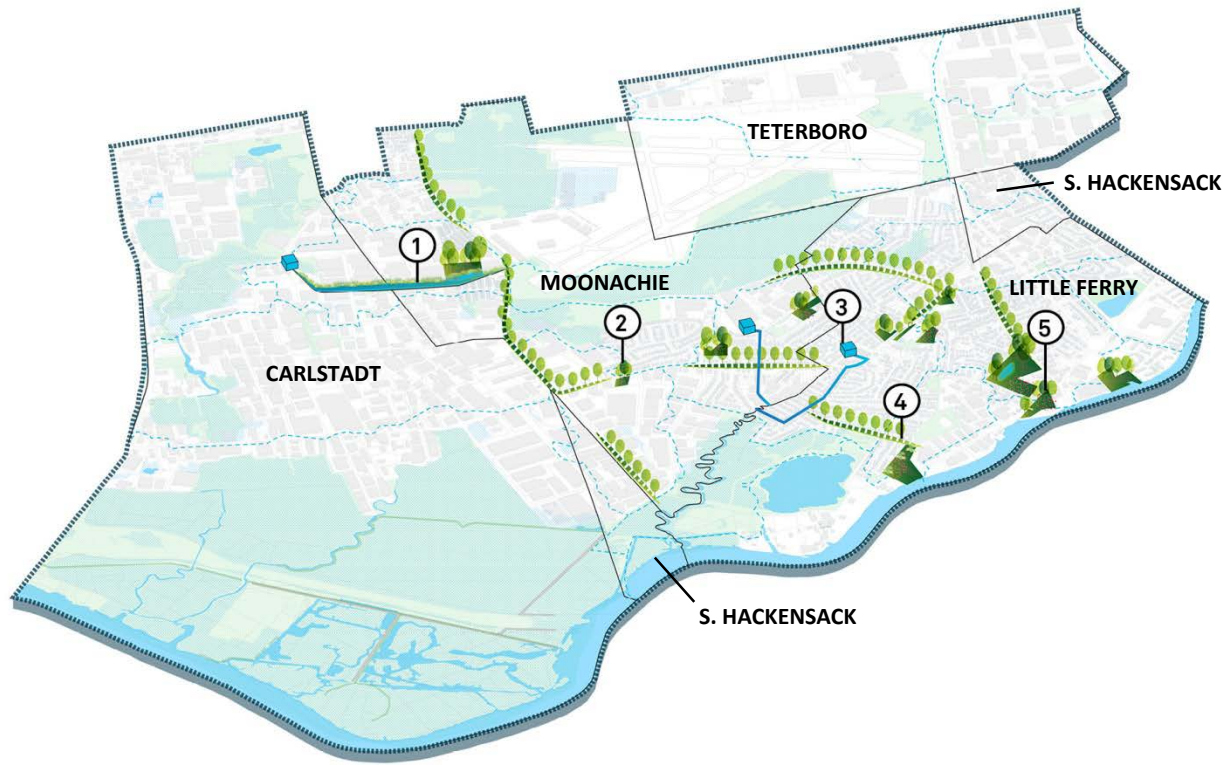 TETERBORO
S. HACKENSACK
1
MOONACHIE
LITTLE FERRY
2
3
5
CARLSTADT
4
S. HACKENSACK